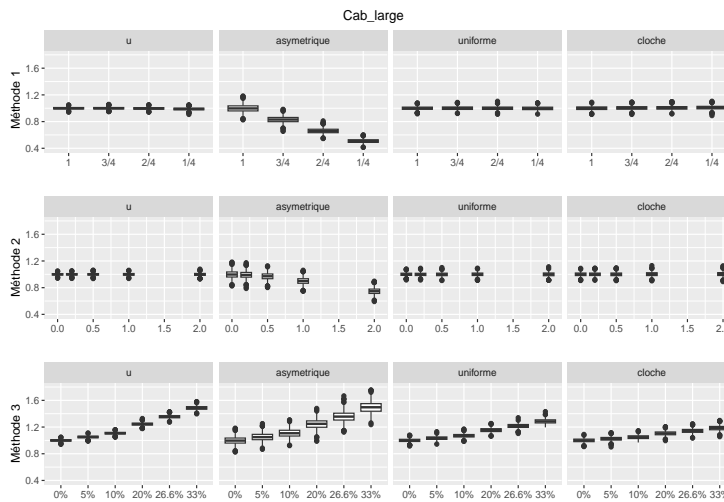 Cab_large
u asymetrique uniforme cloche
Méthode 1
1.6
1.2
0.8
0.4
1 3/4 2/4 1/4 1 3/4 2/4 1/4 1 3/4 2/4 1/4 1 3/4 2/4 1/4
u asymetrique uniforme cloche
Méthode 2
1.6
1.2
0.8
0.4
0.0 0.5 1.0 1.5 2.0 0.0 0.5 1.0 1.5 2.0 0.0 0.5 1.0 1.5 2.0 0.0 0.5 1.0 1.5 2.0
u asymetrique uniforme cloche
Méthode 3
1.6
1.2
0.8
0.4
0% 5% 10% 20% 26.6% 33% 0% 5% 10% 20% 26.6% 33% 0% 5% 10% 20% 26.6% 33% 0% 5% 10% 20% 26.6% 33%